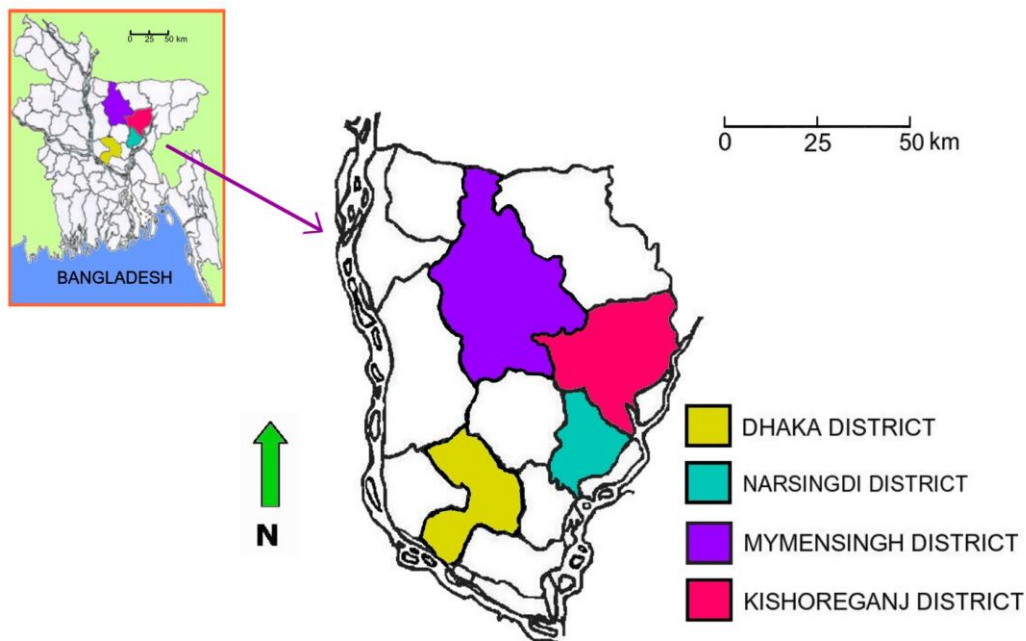 0 25 50 km
BANGLADESH
0 25 50 km
N
DHAKA DISTRICT
NARSINGDI DISTRICT
MYMENSINGH DISTRICT
KISHOREGANJ DISTRICT